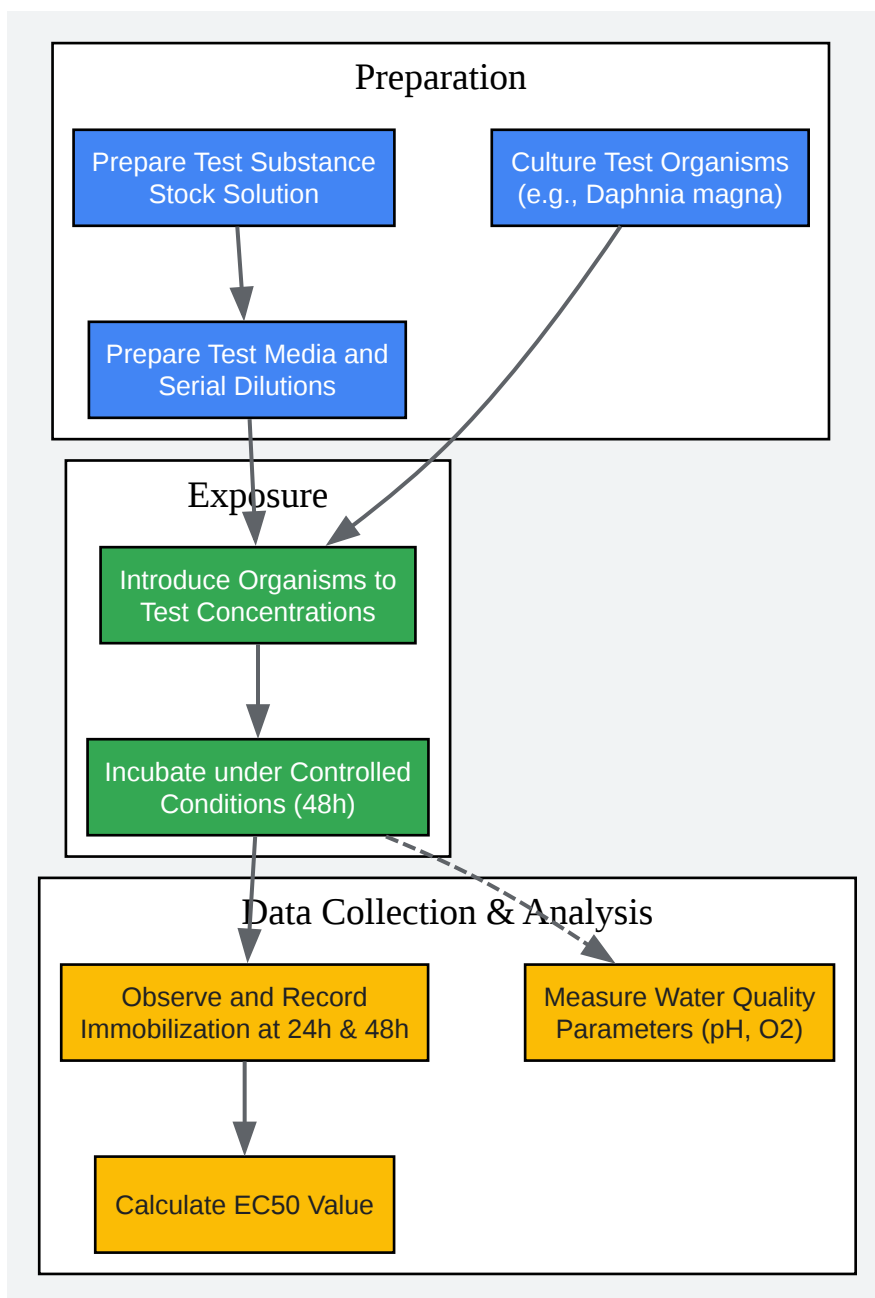 Preparation
Prepare Test Substance
Stock Solution
Culture Test Organisms
(e.g., Daphnia magna)
Prepare Test Media and
Serial Dilutions
Exposure
Introduce Organisms to
Test Concentrations
Incubate under Controlled
Conditions (48h)
Data Collection & Analysis
Observe and Record
Immobilization at 24h & 48h
Measure Water Quality
Parameters (pH, O2)
Calculate EC50 Value